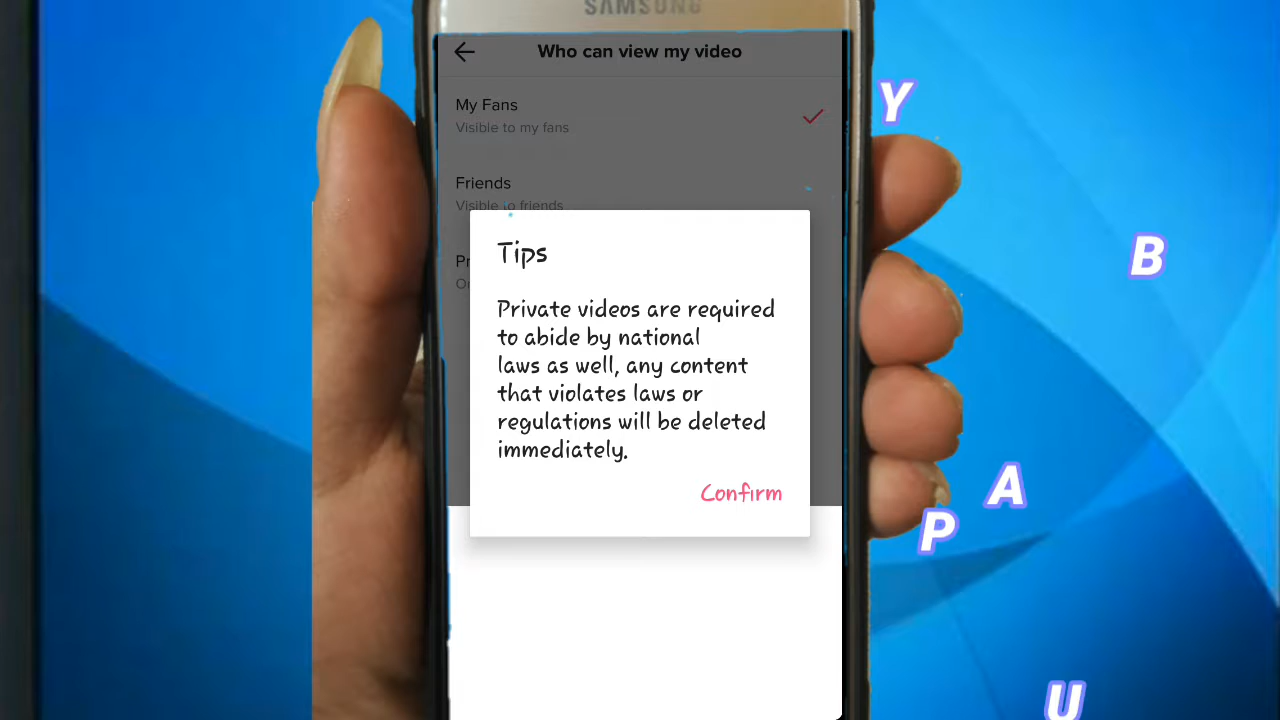 SAMSUNG
Who can view my video
My Fans
Visible to my fans
Friends
Visible to friends
Tips
Private videos are required
to abide by national
laws as well, any content
that violates laws or
regulations will be deleted
immediately.
Confirm
Y
B
A
P
U